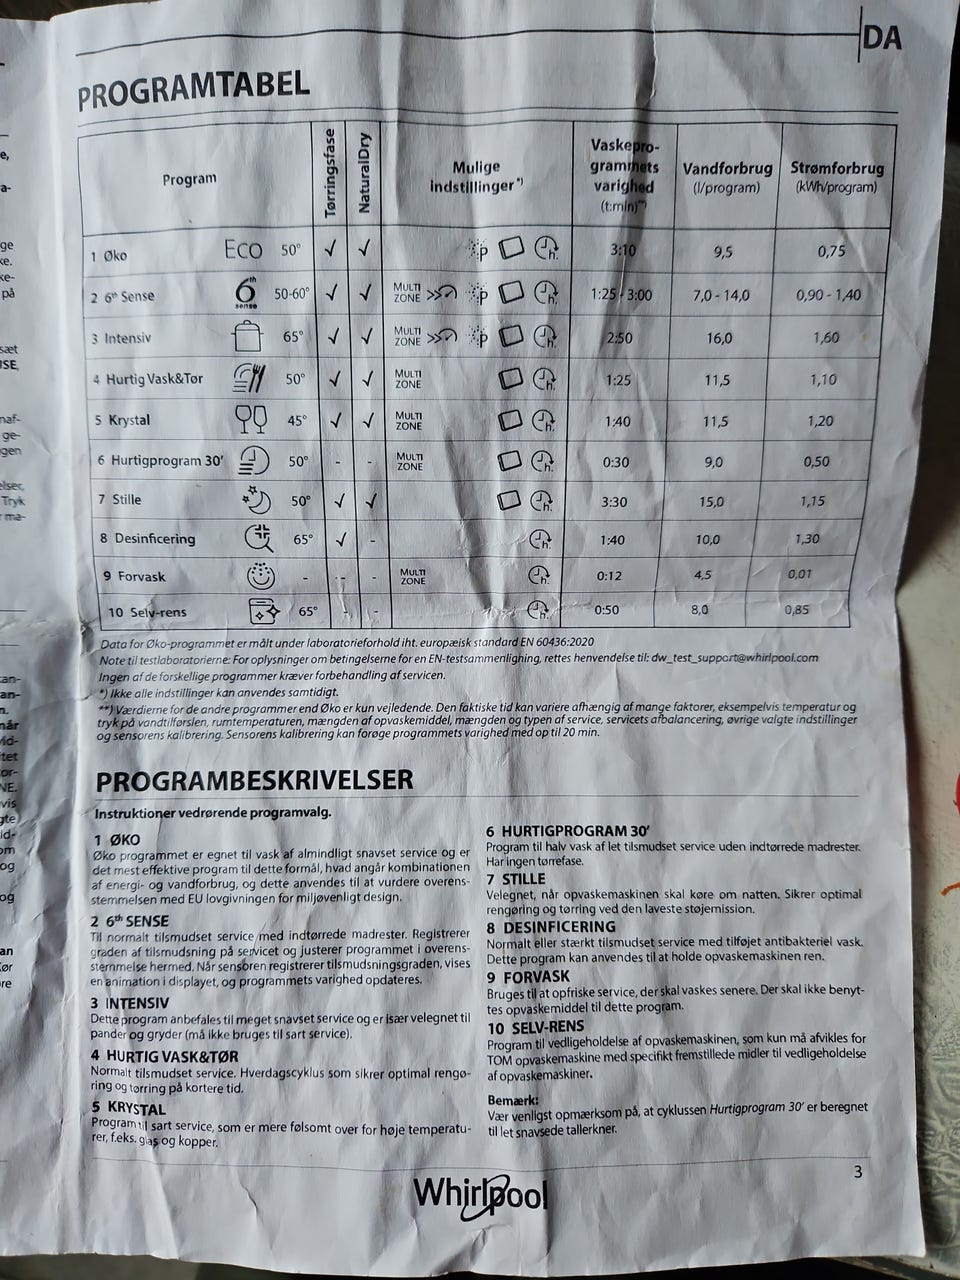 DA
PROGRAMTABEL
Program Tørringsfase NaturalDry Mulige indstillinger*) Vaskepro-grammets varighed (t:min)**) Vandforbrug (l/program) Strømforbrug (kWh/program)
1 Øko Eco 50° ✓ ✓ P h. 3:10 9,5 0,75
2 6th Sense 6th sense 50-60° ✓ ✓ MULTI ZONE P h. 1:25 - 3:00 7,0 - 14,0 0,90 - 1,40
3 Intensiv 65° ✓ ✓ MULTI ZONE P h. 2:50 16,0 1,60
4 Hurtig Vask&Tør 50° ✓ ✓ MULTI ZONE h. 1:25 11,5 1,10
5 Krystal 45° ✓ ✓ MULTI ZONE h. 1:40 11,5 1,20
6 Hurtigprogram 30’ 50° - - MULTI ZONE h. 0:30 9,0 0,50
7 Stille 50° ✓ ✓ h. 3:30 15,0 1,15
8 Desinficering 65° ✓ - h. 1:40 10,0 1,30
9 Forvask - - - MULTI ZONE h. 0:12 4,5 0,01
10 Selv-rens 65° - - h. 0:50 8,0 0,85
Data for Øko-programmet er målt under laboratorieforhold iht. europæisk standard EN 60436:2020
Note til testlaboratorierne: For oplysninger om betingelserne for en EN-testsammenligning, rettes henvendelse til: dw_test_support@whirlpool.com
Ingen af de forskellige programmer kræver forbehandling af servicen.
*) Ikke alle indstillinger kan anvendes samtidigt.
**) Værdierne for de andre programmer end Øko er kun vejledende. Den faktiske tid kan variere afhængig af mange faktorer, eksempelvis temperatur og
tryk på vandtilførslen, rumtemperaturen, mængden af opvaskemiddel, mængden og typen af service, servicets afbalancering, øvrige valgte indstillinger
og sensorens kalibrering. Sensorens kalibrering kan forøge programmets varighed med op til 20 min.
PROGRAMBESKRIVELSER
Instruktioner vedrørende programvalg.
1 ØKO
Øko programmet er egnet til vask af almindligt snavset service og er
det mest effektive program til dette formål, hvad angår kombinationen
af energi- og vandforbrug, og dette anvendes til at vurdere overens-
stemmelsen med EU lovgivningen for miljøvenligt design.
2 6th SENSE
Til normalt tilsmudset service med indtørrede madrester. Registrerer
graden af tilsmudsning på servicet og justerer programmet i overens-
stemmelse hermed. Når sensoren registrerer tilsmudsningsgraden, vises
en animation i displayet, og programmets varighed opdateres.
3 INTENSIV
Dette program anbefales til meget snavset service og er især velegnet til
pander og gryder (må ikke bruges til sart service).
4 HURTIG VASK&TØR
Normalt tilsmudset service. Hverdagscyklus som sikrer optimal rengø-
ring og tørring på kortere tid.
5 KRYSTAL
Program til sart service, som er mere følsomt over for høje temperatu-
rer, f.eks. glas og kopper.
6 HURTIGPROGRAM 30’
Program til halv vask af let tilsmudset service uden indtørrede madrester.
Har ingen tørrefase.
7 STILLE
Velegnet, når opvaskemaskinen skal køre om natten. Sikrer optimal
rengøring og tørring ved den laveste støjemission.
8 DESINFICERING
Normalt eller stærkt tilsmudset service med tilføjet antibakteriel vask.
Dette program kan anvendes til at holde opvaskemaskinen ren.
9 FORVASK
Bruges til at opfriske service, der skal vaskes senere. Der skal ikke benyt-
tes opvaskemiddel til dette program.
10 SELV-RENS
Program til vedligeholdelse af opvaskemaskinen, som kun må afvikles for
TOM opvaskemaskine med specifikt fremstillede midler til vedligeholdelse
af opvaskemaskiner.
Bemærk:
Vær venligst opmærksom på, at cyklussen Hurtigprogram 30’ er beregnet
til let snavsede tallerkner.
3
Whirlpool